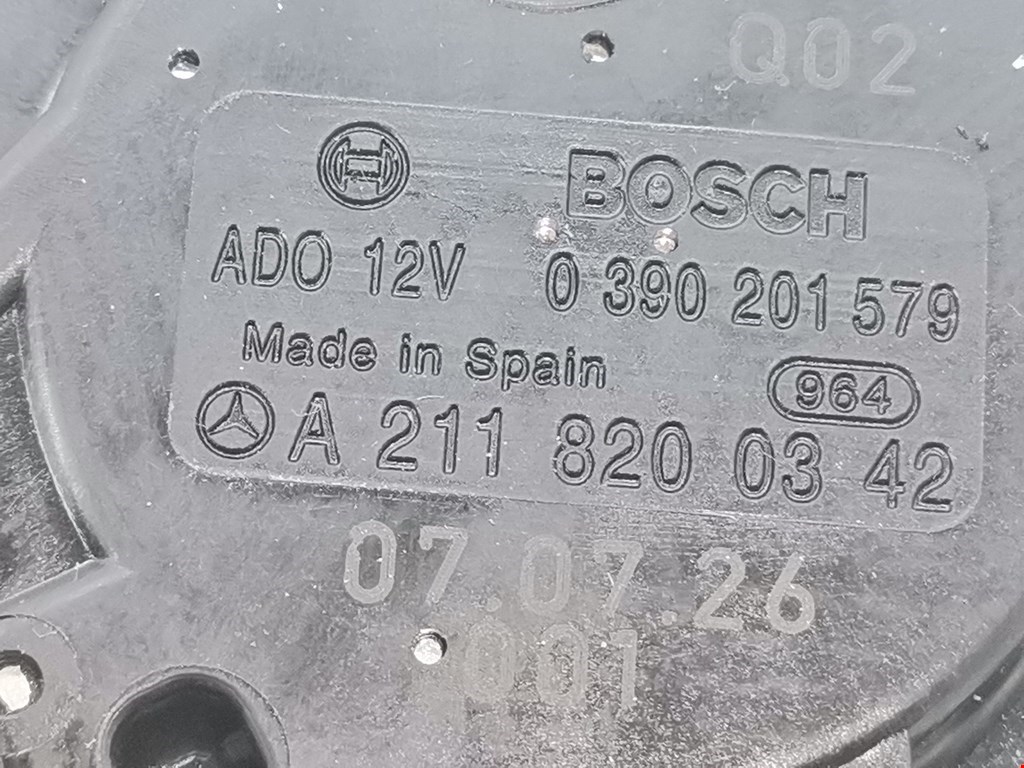 Q02
BOSCH
ADO 12V 0 390 201 579
Made in Spain 964
A 211 820 03 42
07.07.26
001